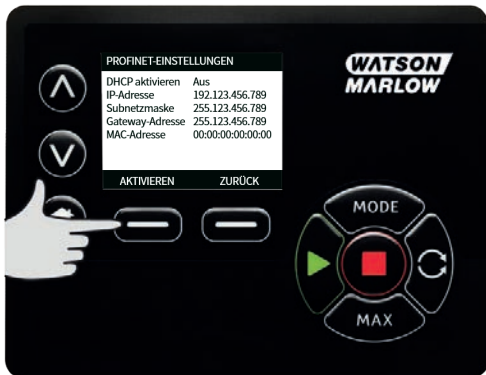 PROFINET-EINSTELLUNGEN
DHCP aktivieren Aus
IP-Adresse 192.123.456.789
Subnetzmaske 255.123.456.789
Gateway-Adresse 255.123.456.789
MAC-Adresse 00:00:00:00:00:00
AKTIVIEREN ZURÜCK
WATSON
MARLOW
MODE
MAX